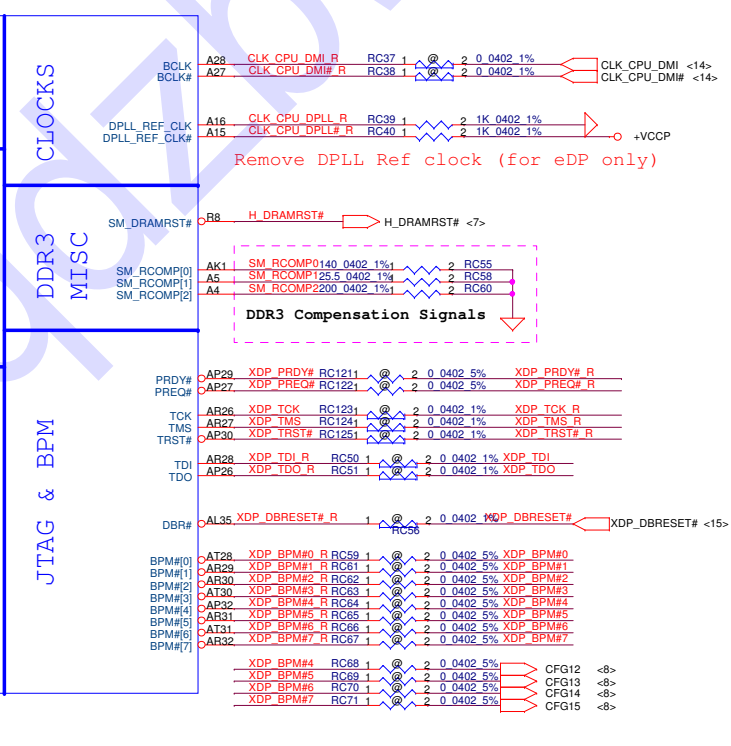 CLOCKS
BCLK A28 CLK_CPU_DMI_R RC37 1 @ 2 0_0402_1% CLK_CPU_DMI <14>
BCLK# A27 CLK_CPU_DMI#_R RC38 1 @ 2 0_0402_1% CLK_CPU_DMI# <14>
DPLL_REF_CLK A16 CLK_CPU_DPLL_R RC39 1 2 1K_0402_1%
DPLL_REF_CLK# A15 CLK_CPU_DPLL#_R RC40 1 2 1K_0402_1% +VCCP
Remove DPLL Ref clock (for eDP only)
DDR3
MISC
SM_DRAMRST# R8 H_DRAMRST# H_DRAMRST# <7>
SM_RCOMP[0] AK1 SM_RCOMP0 140_0402_1% 1 2 RC55
SM_RCOMP[1] A5 SM_RCOMP1 25.5_0402_1% 1 2 RC58
SM_RCOMP[2] A4 SM_RCOMP2 200_0402_1% 1 2 RC60
DDR3 Compensation Signals
JTAG & BPM
PRDY# AP29 XDP_PRDY# RC121 1 @ 2 0_0402_5% XDP_PRDY#_R
PREQ# AP27 XDP_PREQ# RC122 1 @ 2 0_0402_5% XDP_PREQ#_R
TCK AR26 XDP_TCK RC123 1 @ 2 0_0402_1% XDP_TCK_R
TMS AR27 XDP_TMS RC124 1 @ 2 0_0402_1% XDP_TMS_R
TRST# AP30 XDP_TRST# RC125 1 @ 2 0_0402_1% XDP_TRST#_R
TDI AR28 XDP_TDI_R RC50 1 @ 2 0_0402_1% XDP_TDI
TDO AP26 XDP_TDO_R RC51 1 @ 2 0_0402_1% XDP_TDO
DBR# AL35 XDP_DBRESET#_R 1 @ 2 0_0402_1% XDP_DBRESET# XDP_DBRESET# <15>
RC56
BPM#[0] AT28 XDP_BPM#0_R RC59 1 @ 2 0_0402_5% XDP_BPM#0
BPM#[1] AR29 XDP_BPM#1_R RC61 1 @ 2 0_0402_5% XDP_BPM#1
BPM#[2] AR30 XDP_BPM#2_R RC62 1 @ 2 0_0402_5% XDP_BPM#2
BPM#[3] AT30 XDP_BPM#3_R RC63 1 @ 2 0_0402_5% XDP_BPM#3
BPM#[4] AP32 XDP_BPM#4_R RC64 1 @ 2 0_0402_5% XDP_BPM#4
BPM#[5] AR31 XDP_BPM#5_R RC65 1 @ 2 0_0402_5% XDP_BPM#5
BPM#[6] AT31 XDP_BPM#6_R RC66 1 @ 2 0_0402_5% XDP_BPM#6
BPM#[7] AR32 XDP_BPM#7_R RC67 1 @ 2 0_0402_5% XDP_BPM#7
XDP_BPM#4 RC68 1 @ 2 0_0402_5% CFG12 <8>
XDP_BPM#5 RC69 1 @ 2 0_0402_5% CFG13 <8>
XDP_BPM#6 RC70 1 @ 2 0_0402_5% CFG14 <8>
XDP_BPM#7 RC71 1 @ 2 0_0402_5% CFG15 <8>